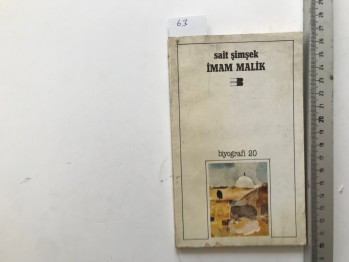 63
sait şimşek
İMAM MALİK
B
biyografi 20